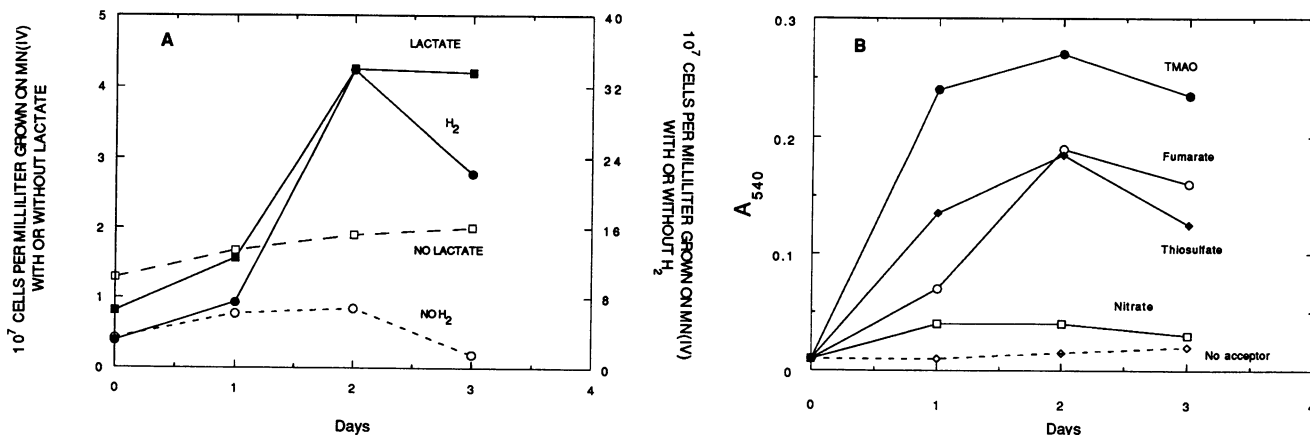 10⁷ CELLS PER MILLILITER GROWN ON MN(IV)
WITH OR WITHOUT LACTATE
5
4
3
2
1
0
A
LACTATE
H₂
NO LACTATE
NO H₂
40
32
24
16
8
0
0
1
2
3
4
Days
10⁷ CELLS PER MILLILITER GROWN ON MN(IV)
WITH OR WITHOUT H₂
A₅₄₀
0.3
0.2
0.1
0
B
TMAO
Fumarate
Thiosulfate
Nitrate
No acceptor
0
1
2
3
4
Days